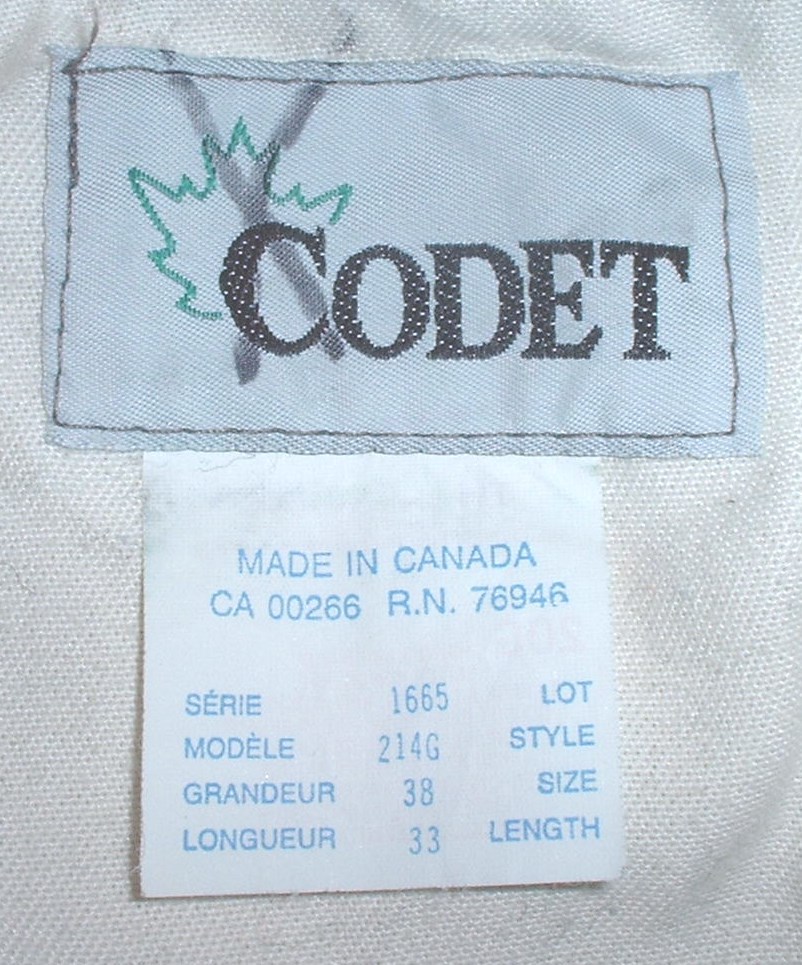 CODET
MADE IN CANADA
CA 00266 R.N. 76946
SÉRIE 1665 LOT
MODÈLE 214G STYLE
GRANDEUR 38 SIZE
LONGUEUR 33 LENGTH